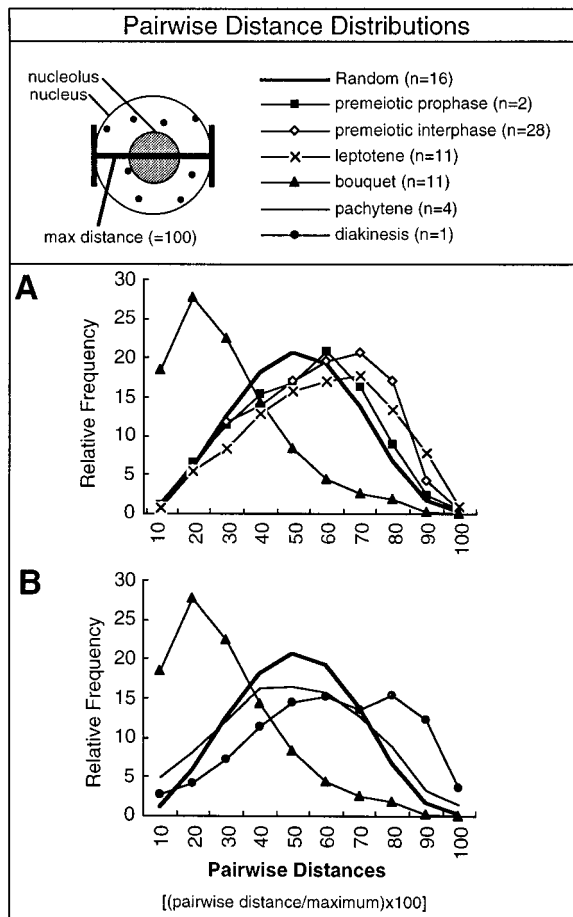 Pairwise Distance Distributions
nucleolus
nucleus
max distance (=100)
Random (n=16)
premeiotic prophase (n=2)
premeiotic interphase (n=28)
leptotene (n=11)
bouquet (n=11)
pachytene (n=4)
diakinesis (n=1)
A
Relative Frequency
30
25
20
15
10
5
0
10 20 30 40 50 60 70 80 90 100
B
Relative Frequency
30
25
20
15
10
5
0
10 20 30 40 50 60 70 80 90 100
Pairwise Distances
[(pairwise distance/maximum)x100]